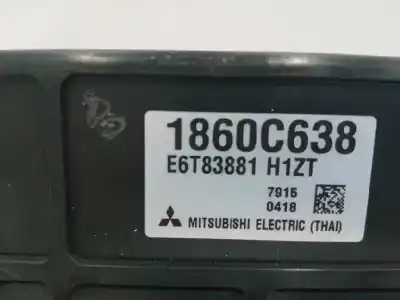 1860C638
E6T83881 H1ZT
7915
0418
MITSUBISHI ELECTRIC (THAI)